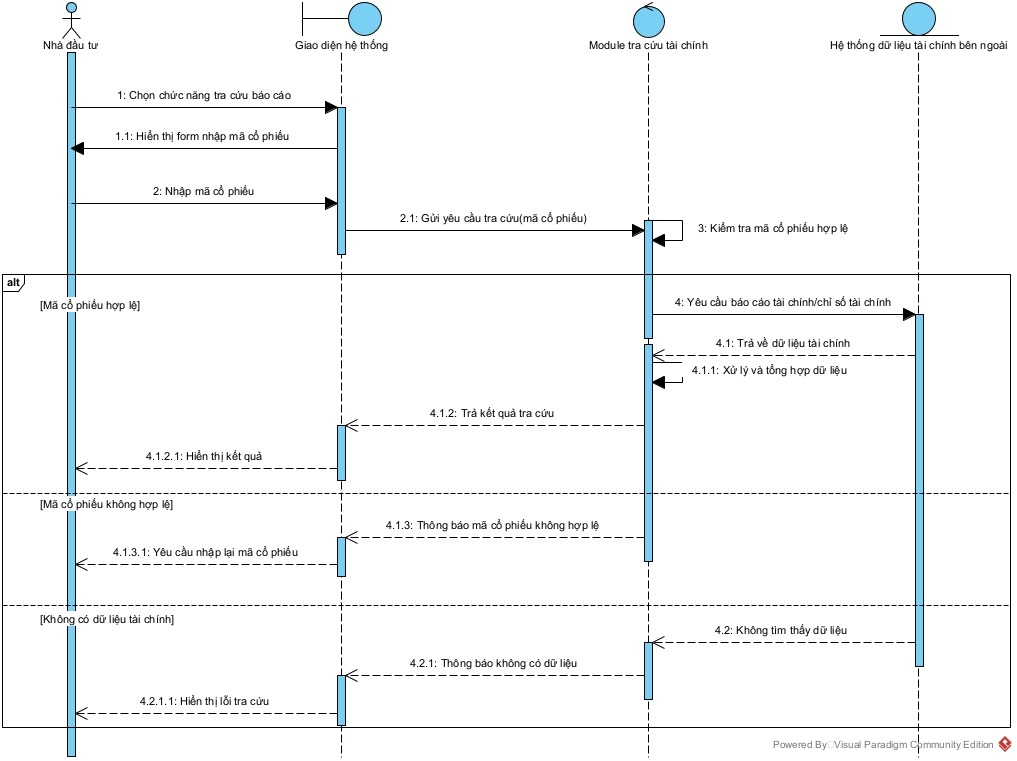 Nhà đầu tư
Giao diện hệ thống
Module tra cứu tài chính
Hệ thống dữ liệu tài chính bên ngoài
1: Chọn chức năng tra cứu báo cáo
1.1: Hiển thị form nhập mã cổ phiếu
2: Nhập mã cổ phiếu
2.1: Gửi yêu cầu tra cứu(mã cổ phiếu)
3: Kiểm tra mã cổ phiếu hợp lệ
alt
[Mã cổ phiếu hợp lệ]
4: Yêu cầu báo cáo tài chính/chỉ số tài chính
4.1: Trả về dữ liệu tài chính
4.1.1: Xử lý và tổng hợp dữ liệu
4.1.2: Trả kết quả tra cứu
4.1.2.1: Hiển thị kết quả
[Mã cổ phiếu không hợp lệ]
4.1.3: Thông báo mã cổ phiếu không hợp lệ
4.1.3.1: Yêu cầu nhập lại mã cổ phiếu
[Không có dữ liệu tài chính]
4.2: Không tìm thấy dữ liệu
4.2.1: Thông báo không có dữ liệu
4.2.1.1: Hiển thị lỗi tra cứu
Powered By Visual Paradigm Community Edition